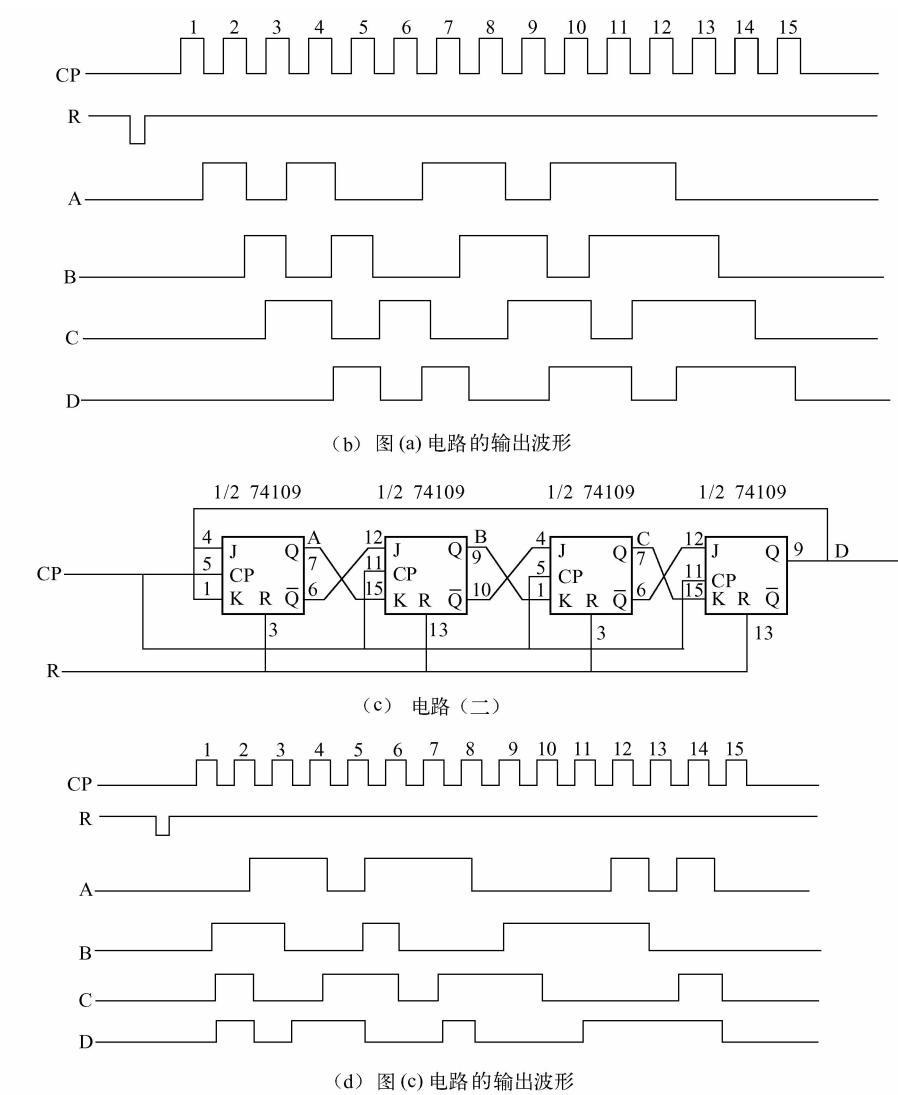 1 2 3 4 5 6 7 8 9 10 11 12 13 14 15
CP
R
A
B
C
D
（b）图(a)电路的输出波形
1/2 74109 1/2 74109 1/2 74109 1/2 74109
4 J Q A 12 J Q B 4 J Q C 12 J Q 9 D
7 9 7
CP 5 CP 11 CP 5 CP 11 CP
1 K R Q̅ 6 15 K R Q̅ 10 1 K R Q̅ 6 15 K R Q̅
3 13 3 13
R
（c） 电路（二）
1 2 3 4 5 6 7 8 9 10 11 12 13 14 15
CP
R
A
B
C
D
（d）图(c)电路的输出波形